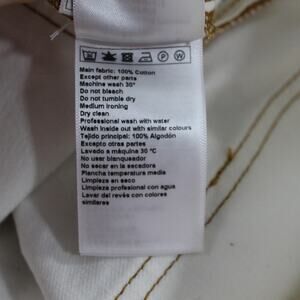 Main fabric: 100% Cotton
Except other parts
Machine wash 30°
Do not bleach
Do not tumble dry
Medium ironing
Dry clean
Professional wash with water
Wash inside out with similar colours
Tejido principal: 100% Algodón
Except otras partes
Lavado a máquina 30 °C
No usar blanqueador
No secar en la secadora
Plancha temperatura media
Limpieza en seco
Limpieza profesional con agua
Lavar del revés con colores
similares